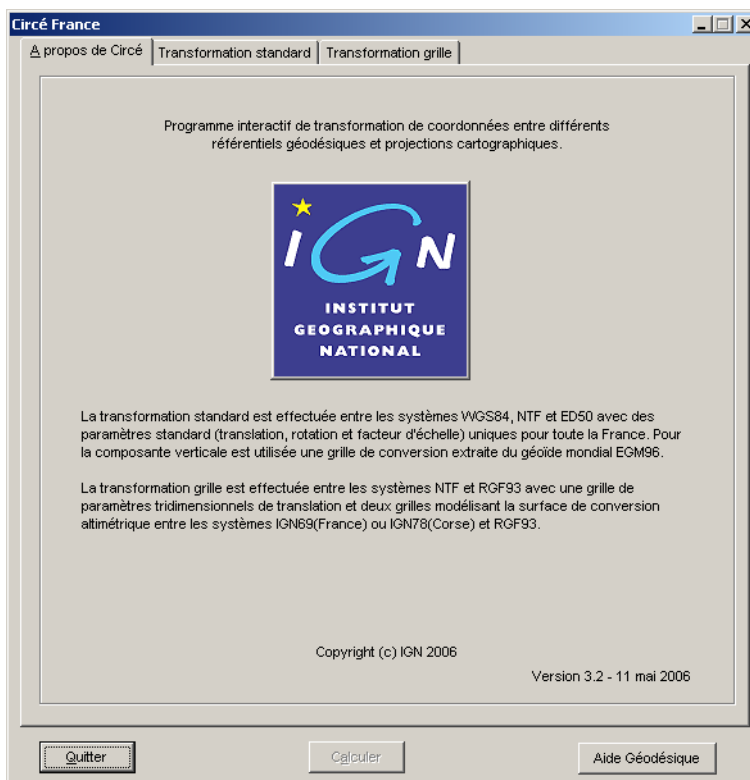 Circé France
A propos de Circé
Transformation standard
Transformation grille
Programme interactif de transformation de coordonnées entre différents
référentiels géodésiques et projections cartographiques.
IGN
INSTITUT
GEOGRAPHIQUE
NATIONAL
La transformation standard est effectuée entre les systèmes WGS84, NTF et ED50 avec des
paramètres standard (translation, rotation et facteur d'échelle) uniques pour toute la France. Pour
la composante verticale est utilisée une grille de conversion extraite du géoïde mondial EGM96.
La transformation grille est effectuée entre les systèmes NTF et RGF93 avec une grille de
paramètres tridimensionnels de translation et deux grilles modélisant la surface de conversion
altimétrique entre les systèmes IGN69(France) ou IGN78(Corse) et RGF93.
Copyright (c) IGN 2006
Version 3.2 - 11 mai 2006
Quitter
Calculer
Aide Géodésique